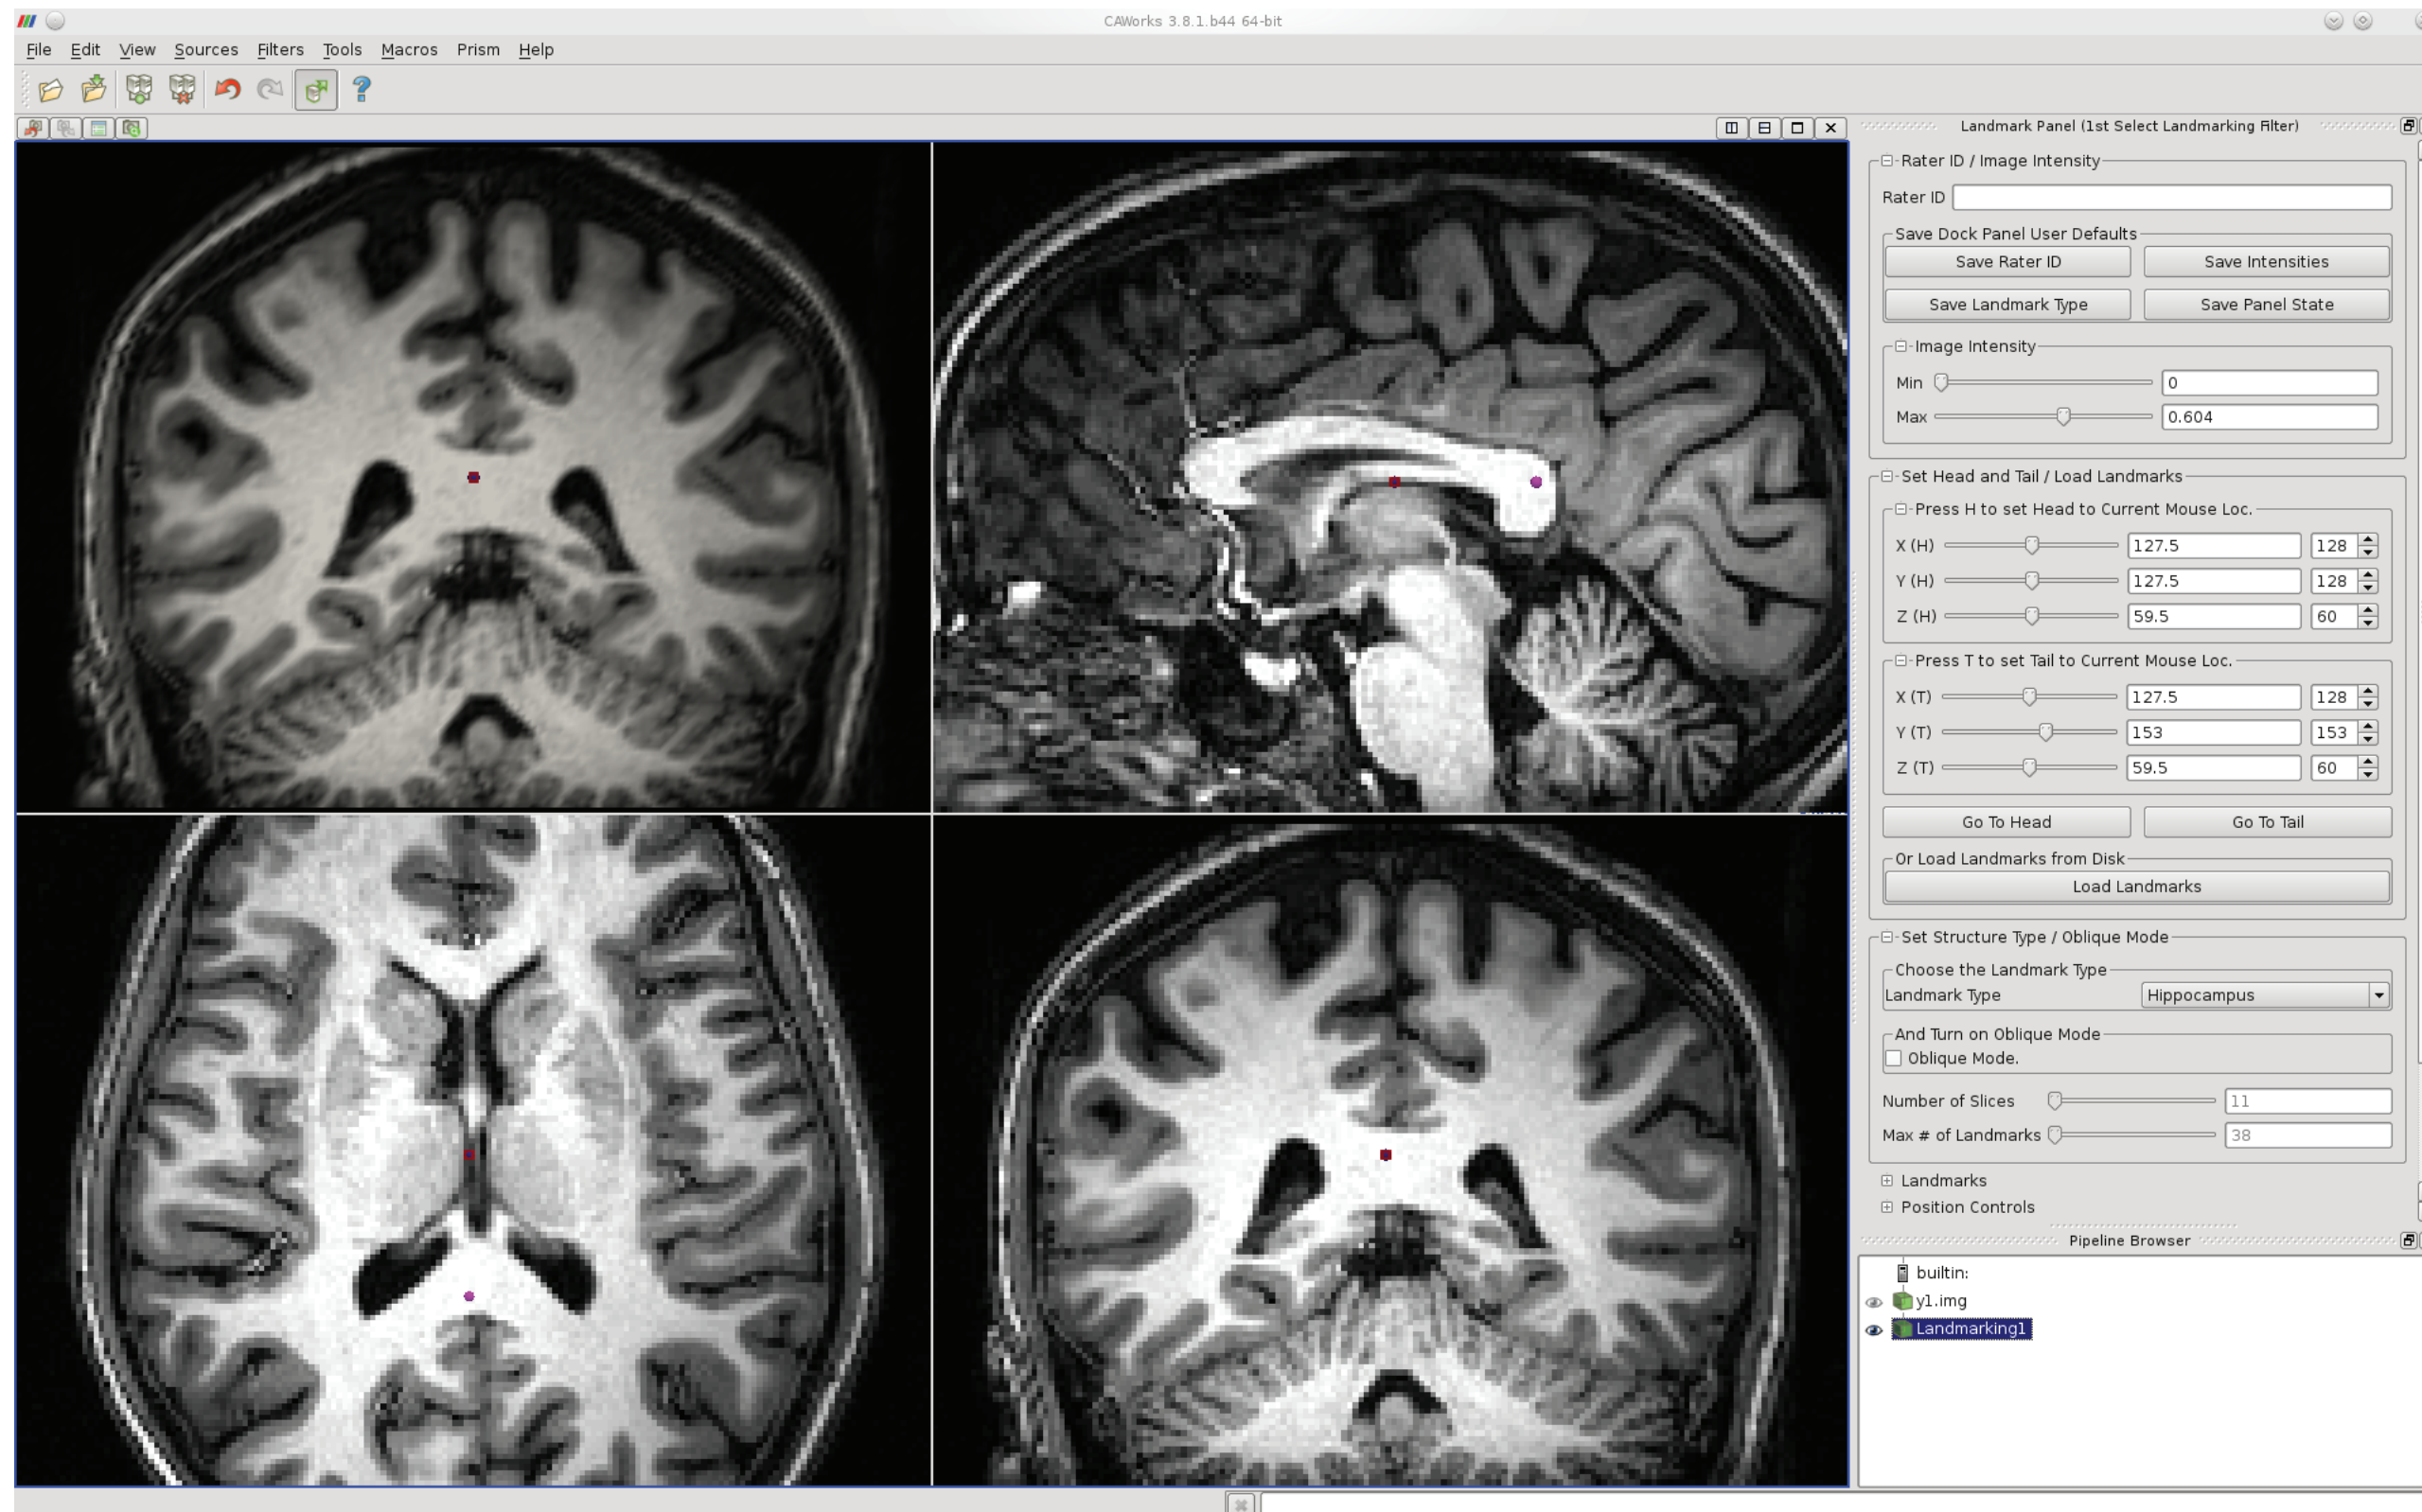 CAWorks 3.8.1.b44 64-bit
File Edit View Sources Filters Tools Macros Prism Help
Landmark Panel (1st Select Landmarking Filter)
Rater ID / Image Intensity
Rater ID
Save Dock Panel User Defaults
Save Rater ID Save Intensities
Save Landmark Type Save Panel State
Image Intensity
Min 0
Max 0.604
Set Head and Tail / Load Landmarks
Press H to set Head to Current Mouse Loc.
X (H) 127.5 128
Y (H) 127.5 128
Z (H) 59.5 60
Press T to set Tail to Current Mouse Loc.
X (T) 127.5 128
Y (T) 153 153
Z (T) 59.5 60
Go To Head Go To Tail
Or Load Landmarks from Disk
Load Landmarks
Set Structure Type / Oblique Mode
Choose the Landmark Type
Landmark Type Hippocampus
And Turn on Oblique Mode
Oblique Mode.
Number of Slices 11
Max # of Landmarks 38
Landmarks
Position Controls
Pipeline Browser
builtin:
y1.img
Landmarking1